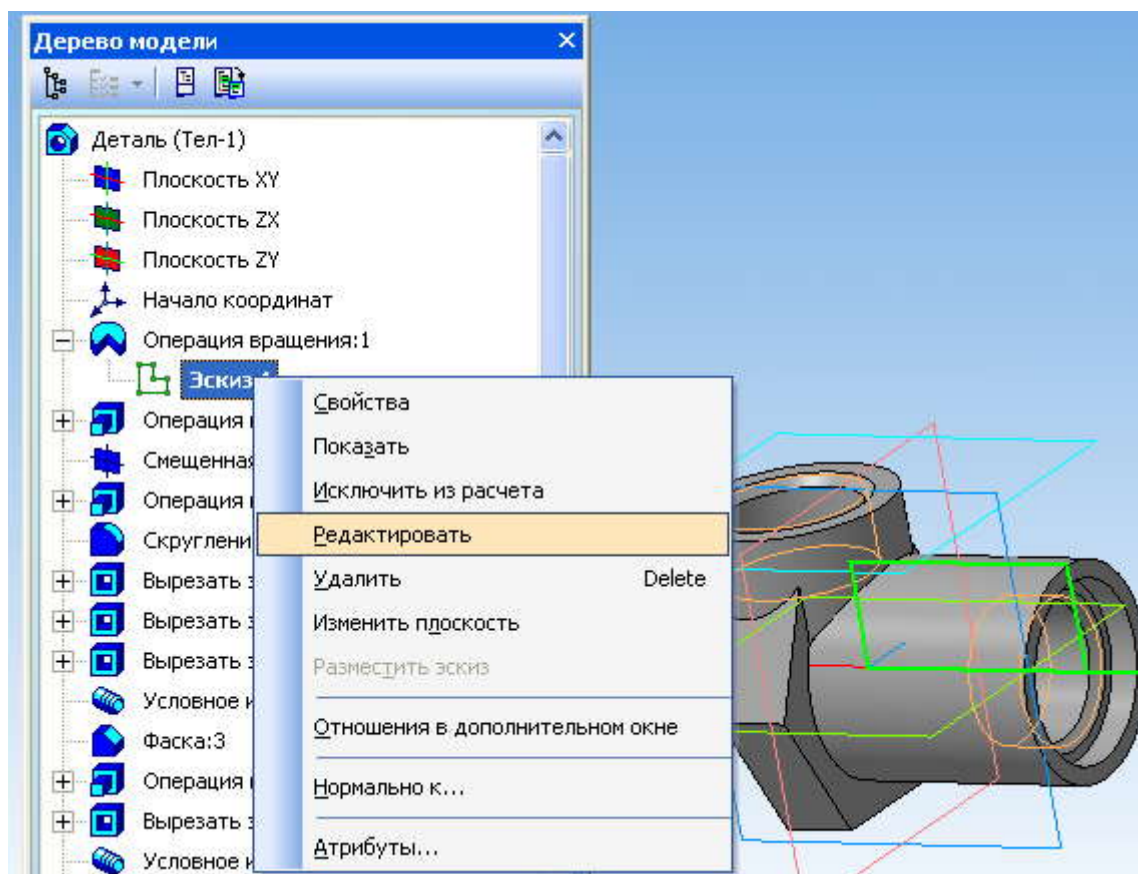 Дерево модели
Деталь (Тел-1)
Плоскость XY
Плоскость ZX
Плоскость ZY
Начало координат
Операция вращения:1
Эскиз
Свойства
Операция
Показать
Смещенная
Исключить из расчета
Операция
Редактировать
Скруглени
Удалить Delete
Вырезать
Изменить плоскость
Вырезать
Разместить эскиз
Вырезать
Условное
Отношения в дополнительном окне
Фаска:3
Операция
Нормально к...
Вырезать
Атрибуты...
Условное